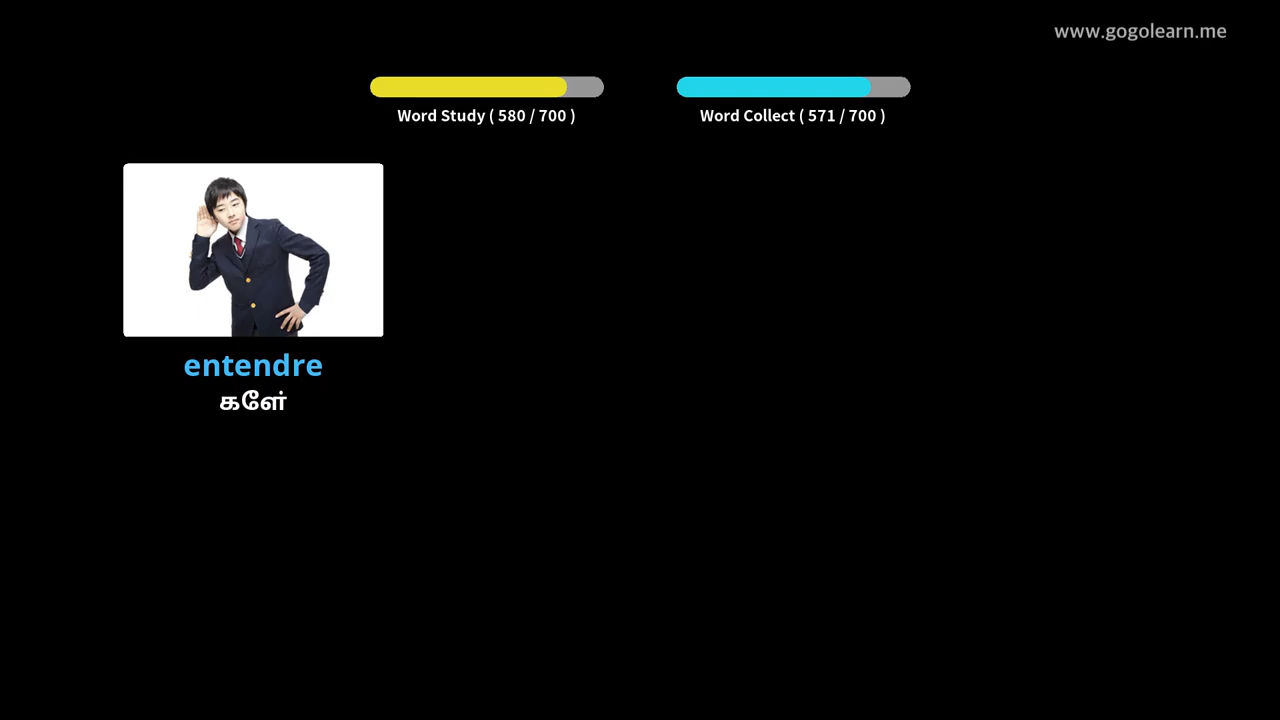 www.gogolearn.me
Word Study ( 580 / 700 )
Word Collect ( 571 / 700 )
entendre
கேள்